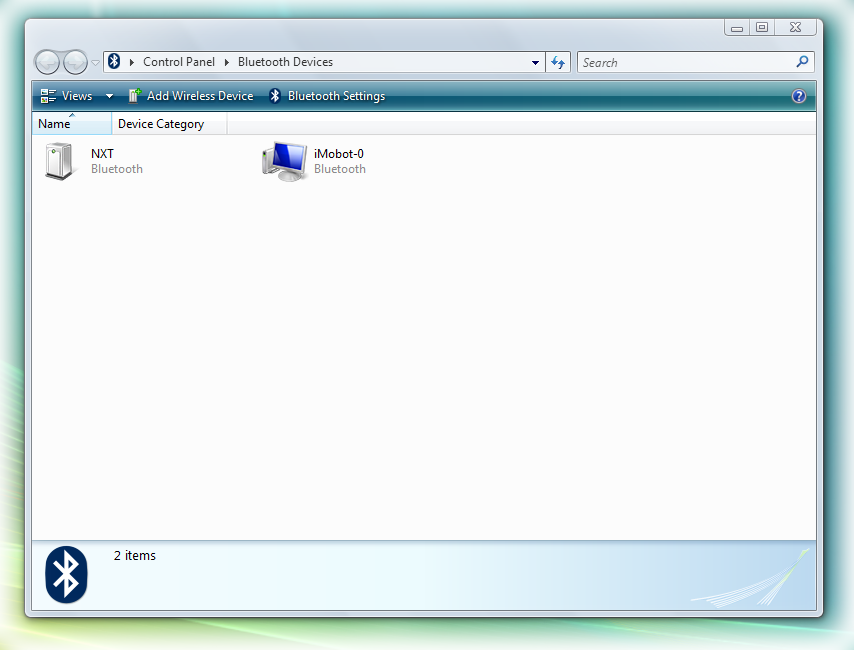 Control Panel Bluetooth Devices Search
Views Add Wireless Device Bluetooth Settings ?
Name Device Category
NXT iMobot-0
Bluetooth Bluetooth
2 items